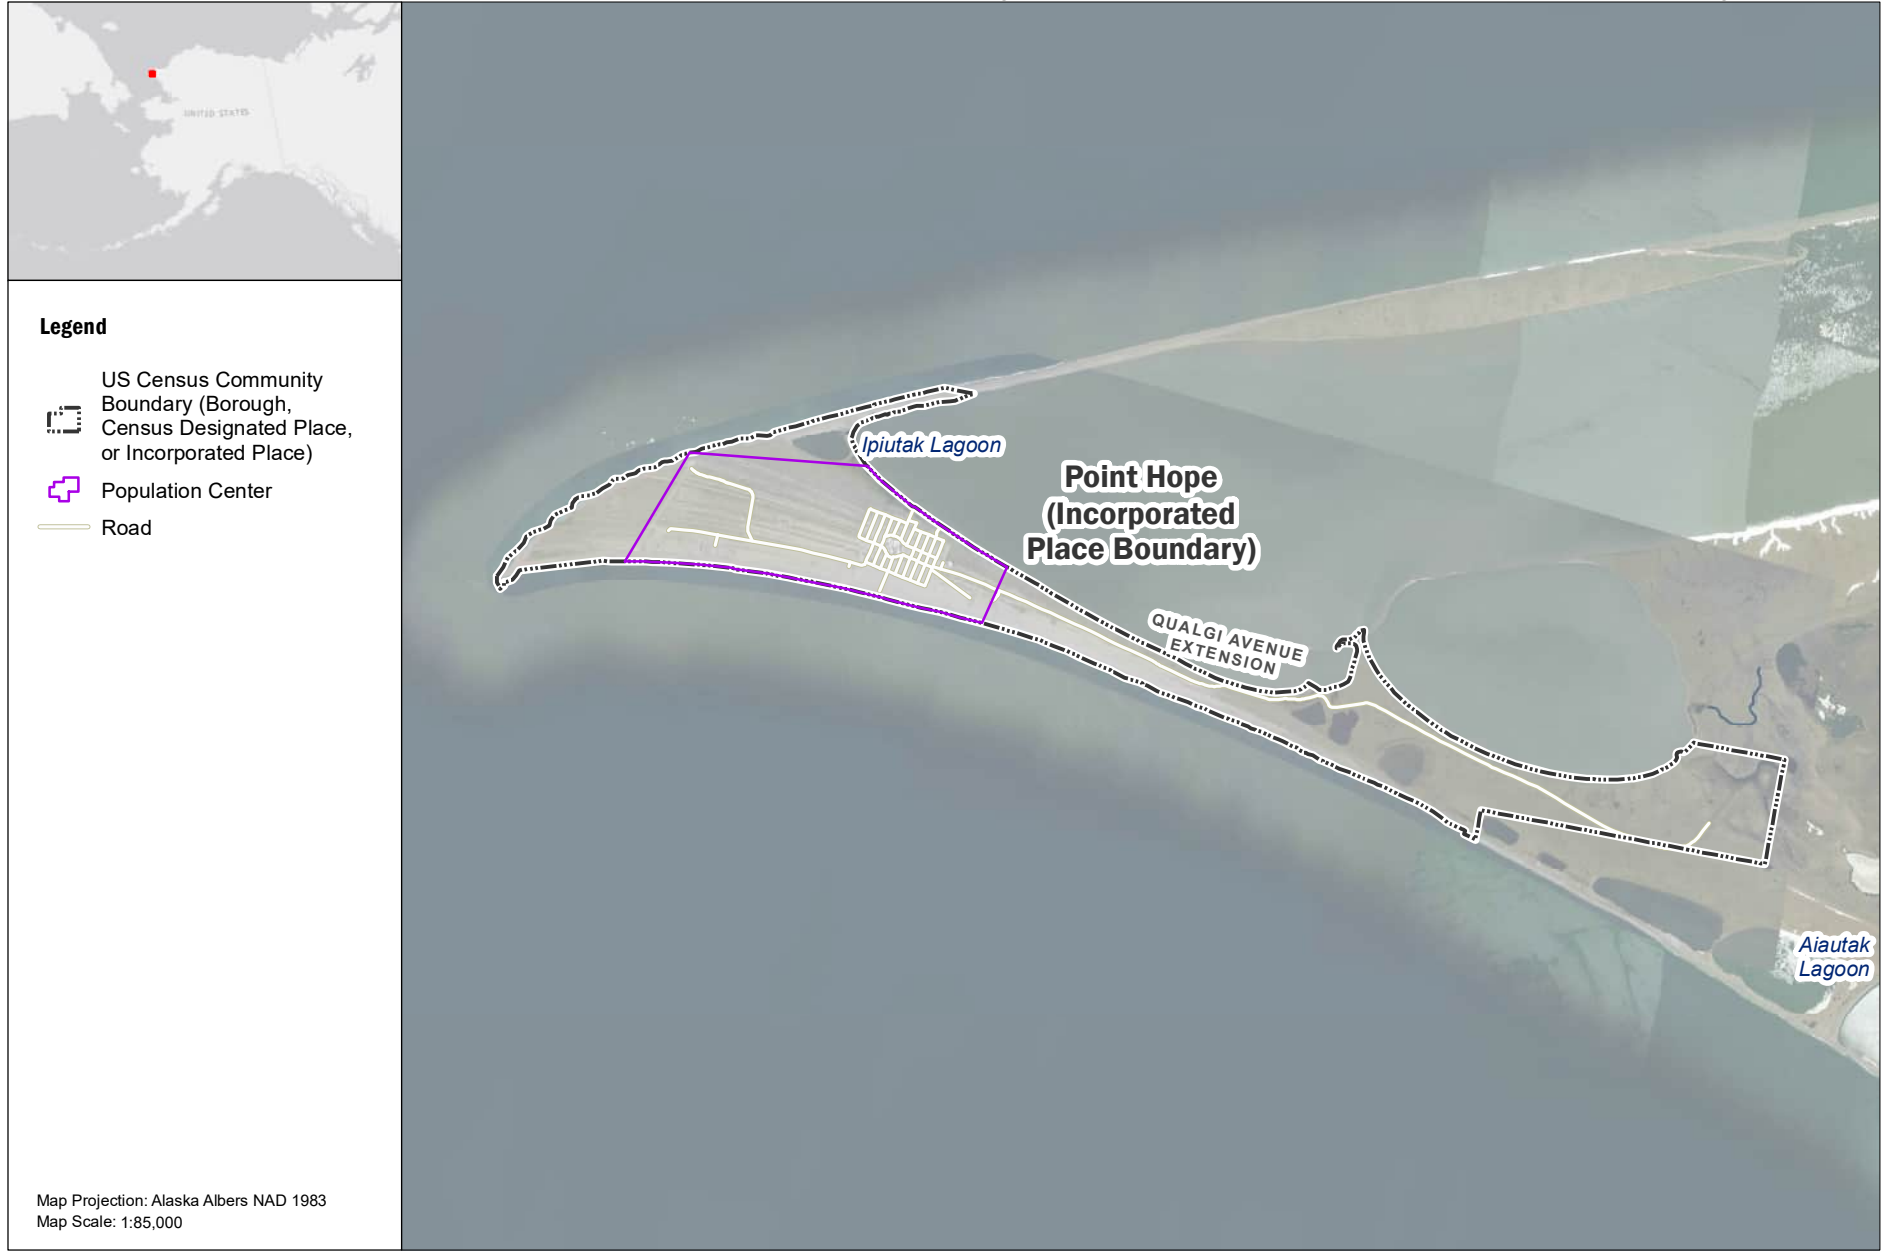 UNITED STATES
Legend
US Census Community
Boundary (Borough,
Census Designated Place,
or Incorporated Place)
Population Center
Road
Map Projection: Alaska Albers NAD 1983
Map Scale: 1:85,000
Ipiutak Lagoon
Point Hope
(Incorporated
Place Boundary)
QUALGI AVENUE
EXTENSION
Aiautak
Lagoon